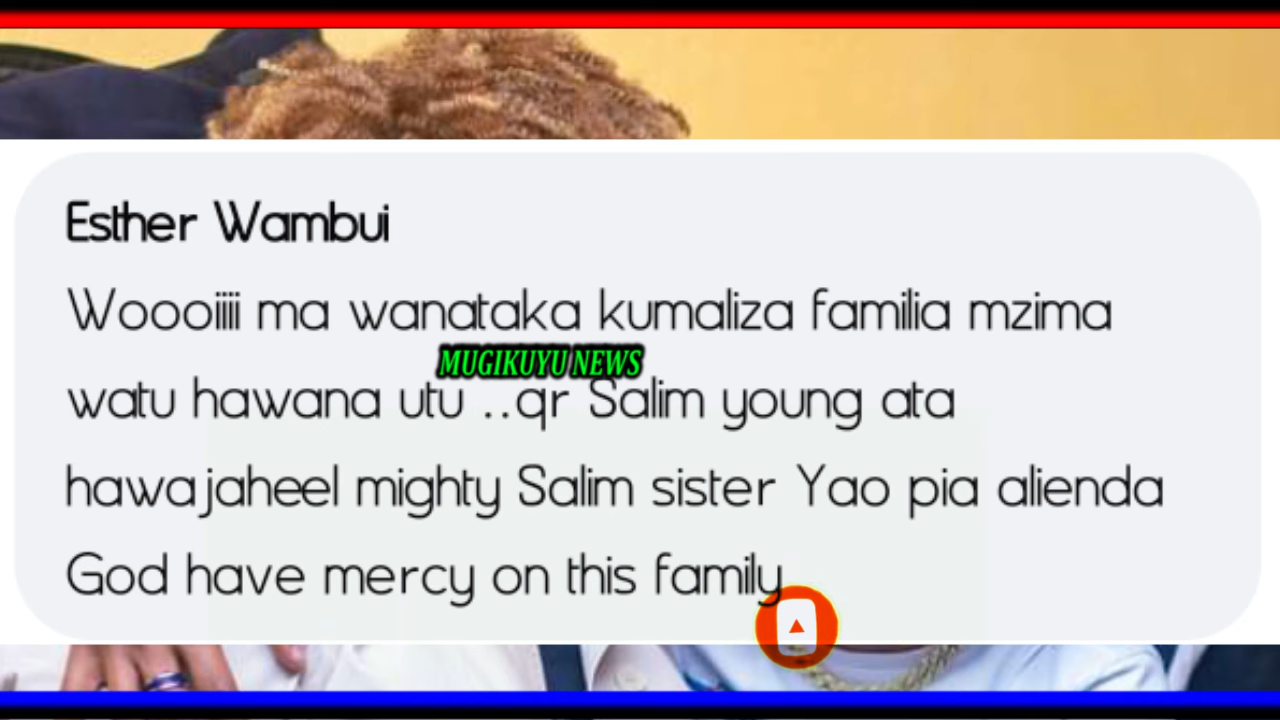 Esther Wambui
Woooiiii ma wanataka kumaliza familia mzima
MUGIKUYU NEWS
watu hawana utu ..qr Salim young ata
hawajaheel mighty Salim sister Yao pia alienda
God have mercy on this family